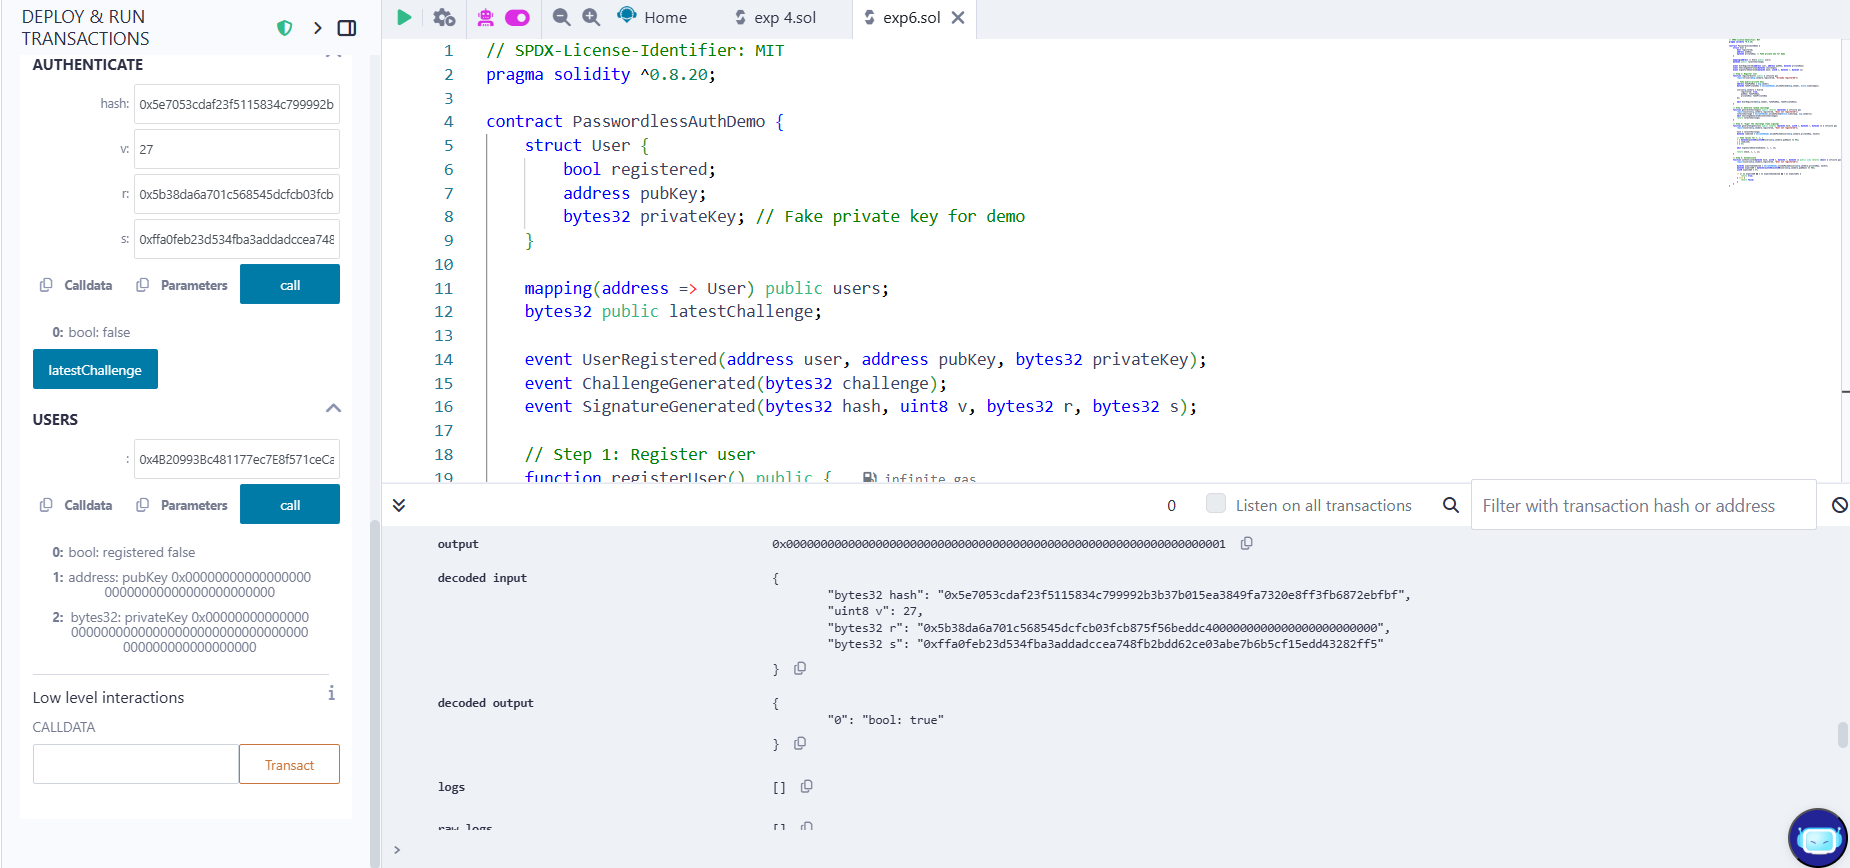 DEPLOY & RUN
TRANSACTIONS
AUTHENTICATE
hash: 0x5e7053cdaf23f5115834c799992b
v: 27
r: 0x5b38da6a701c568545dcfcb03fcb
s: 0xffa0feb23d534fba3addadccea748
Calldata Parameters call
0: bool: false
latestChallenge
USERS
: 0x4B20993Bc481177ec7E8f571ceCa
Calldata Parameters call
0: bool: registered false
1: address: pubKey 0x00000000000000000
00000000000000000000000
2: bytes32: privateKey 0x00000000000000
0000000000000000000000000000000
000000000000000000
Low level interactions
CALLDATA
Transact
Home
exp 4.sol
exp6.sol
1 // SPDX-License-Identifier: MIT
2 pragma solidity ^0.8.20;
3
4 contract PasswordlessAuthDemo {
5 struct User {
6 bool registered;
7 address pubKey;
8 bytes32 privateKey; // Fake private key for demo
9 }
10
11 mapping(address => User) public users;
12 bytes32 public latestChallenge;
13
14 event UserRegistered(address user, address pubKey, bytes32 privateKey);
15 event ChallengeGenerated(bytes32 challenge);
16 event SignatureGenerated(bytes32 hash, uint8 v, bytes32 r, bytes32 s);
17
18 // Step 1: Register user
19 function registerUser() public { infinite gas
0 Listen on all transactions Filter with transaction hash or address
output 0x0000000000000000000000000000000000000000000000000000000000000001
decoded input {
"bytes32 hash": "0x5e7053cdaf23f5115834c799992b3b37b015ea3849fa7320e8ff3fb6872ebfbf",
"uint8 v": 27,
"bytes32 r": "0x5b38da6a701c568545dcfcb03fcb875f56beddc4000000000000000000000000",
"bytes32 s": "0xffa0feb23d534fba3addadccea748fb2bdd62ce03abe7b6b5cf15edd43282ff5"
}
decoded output {
"0": "bool: true"
}
logs []
raw logs []
>